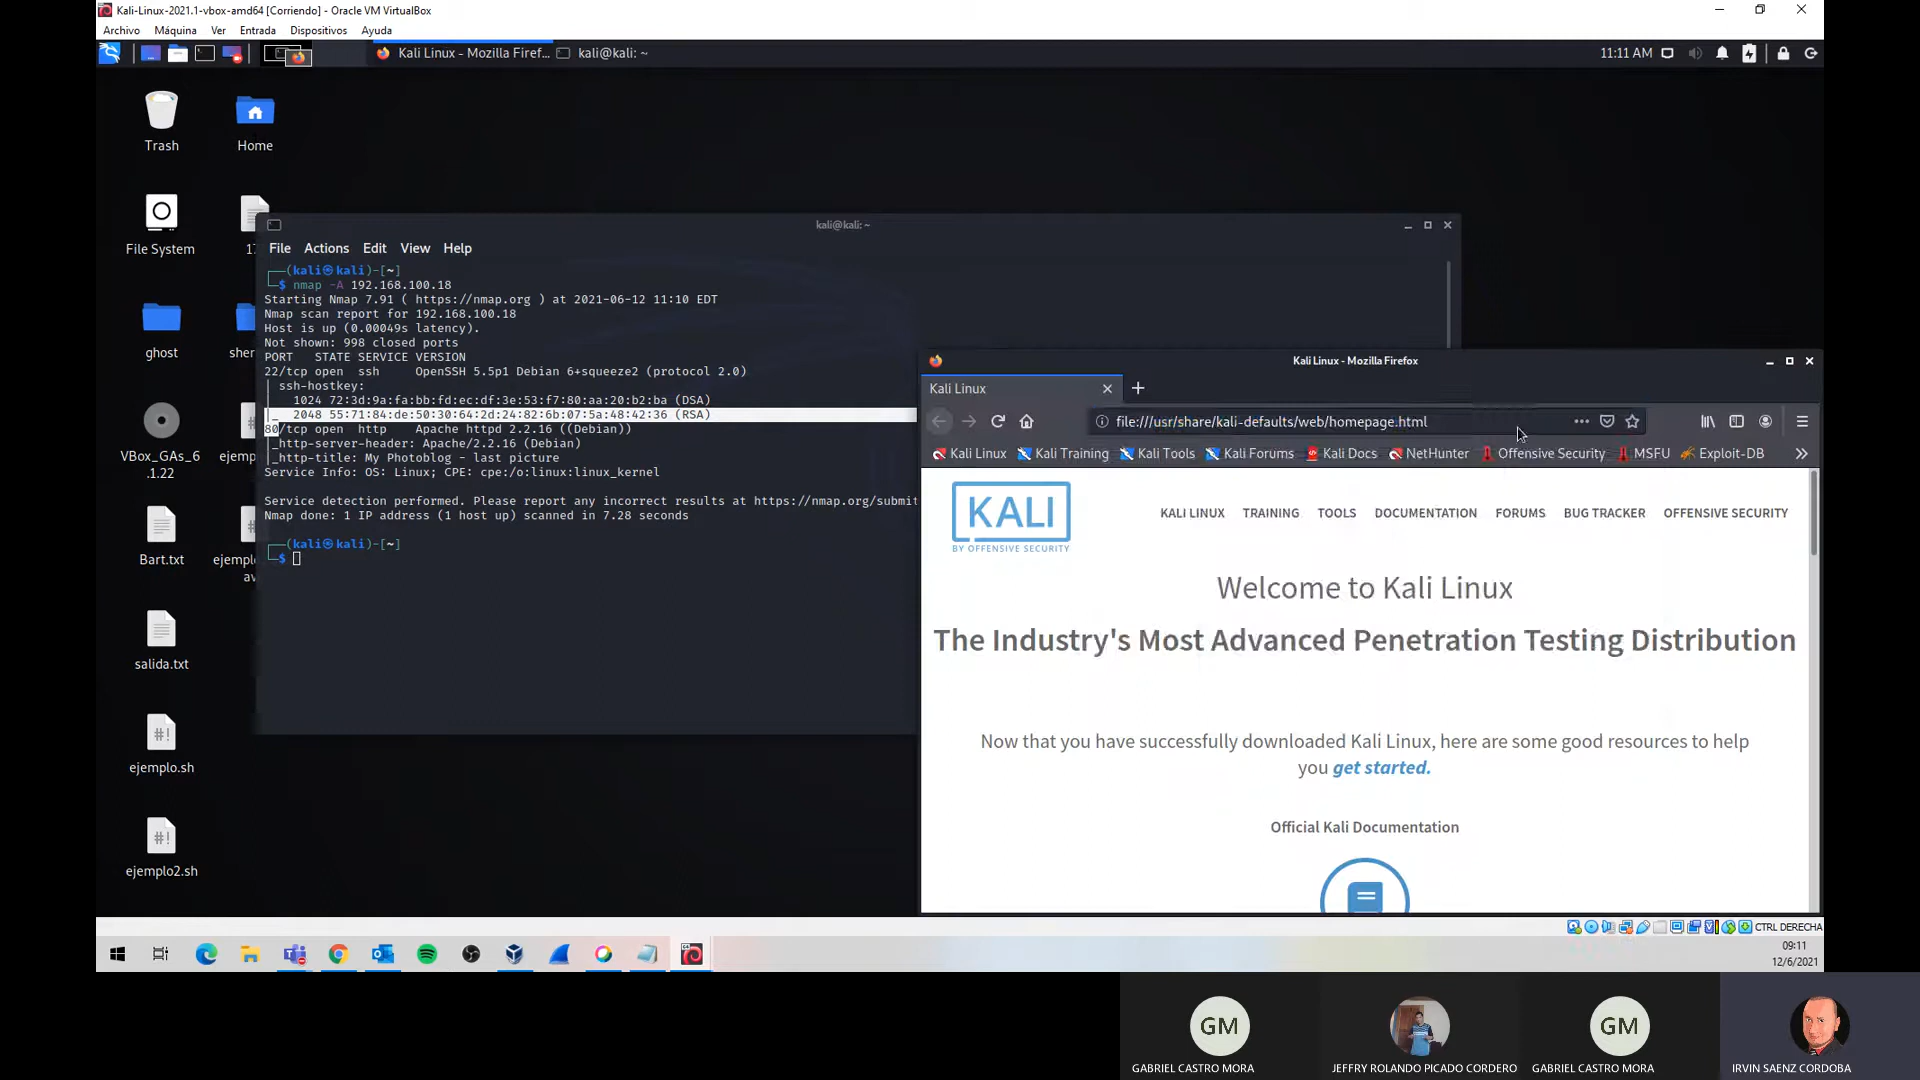 Kali-Linux-2021.1-vbox-amd64 [Corriendo] - Oracle VM VirtualBox
Archivo Máquina Ver Entrada Dispositivos Ayuda
Kali Linux - Mozilla Firef... kali@kali: ~
11:11 AM
Trash
Home
File System
17
ghost
sher
VBox_GAs_6
.1.22
ejemp
Bart.txt
ejemplo
av
salida.txt
ejemplo.sh
ejemplo2.sh
kali@kali: ~
File Actions Edit View Help
(kali㉿kali)-[~]
$ nmap -A 192.168.100.18
Starting Nmap 7.91 ( https://nmap.org ) at 2021-06-12 11:10 EDT
Nmap scan report for 192.168.100.18
Host is up (0.00049s latency).
Not shown: 998 closed ports
PORT STATE SERVICE VERSION
22/tcp open ssh OpenSSH 5.5p1 Debian 6+squeeze2 (protocol 2.0)
| ssh-hostkey:
| 1024 72:3d:9a:fa:bb:fd:ec:df:3e:53:f7:80:aa:20:b2:ba (DSA)
|_ 2048 55:71:84:de:50:30:64:2d:24:82:6b:07:5a:48:42:36 (RSA)
80/tcp open http Apache httpd 2.2.16 ((Debian))
|_http-server-header: Apache/2.2.16 (Debian)
|_http-title: My Photoblog - last picture
Service Info: OS: Linux; CPE: cpe:/o:linux:linux_kernel
Service detection performed. Please report any incorrect results at https://nmap.org/submit
Nmap done: 1 IP address (1 host up) scanned in 7.28 seconds
(kali㉿kali)-[~]
$
Kali Linux - Mozilla Firefox
Kali Linux
file:///usr/share/kali-defaults/web/homepage.html
Kali Linux Kali Training Kali Tools Kali Forums Kali Docs NetHunter Offensive Security MSFU Exploit-DB
KALI
BY OFFENSIVE SECURITY
KALI LINUX TRAINING TOOLS DOCUMENTATION FORUMS BUG TRACKER OFFENSIVE SECURITY
Welcome to Kali Linux
The Industry's Most Advanced Penetration Testing Distribution
Now that you have successfully downloaded Kali Linux, here are some good resources to help
you get started.
Official Kali Documentation
CTRL DERECHA
09:11
12/6/2021
GM
GM
GABRIEL CASTRO MORA
JEFFRY ROLANDO PICADO CORDERO
GABRIEL CASTRO MORA
IRVIN SAENZ CORDOBA